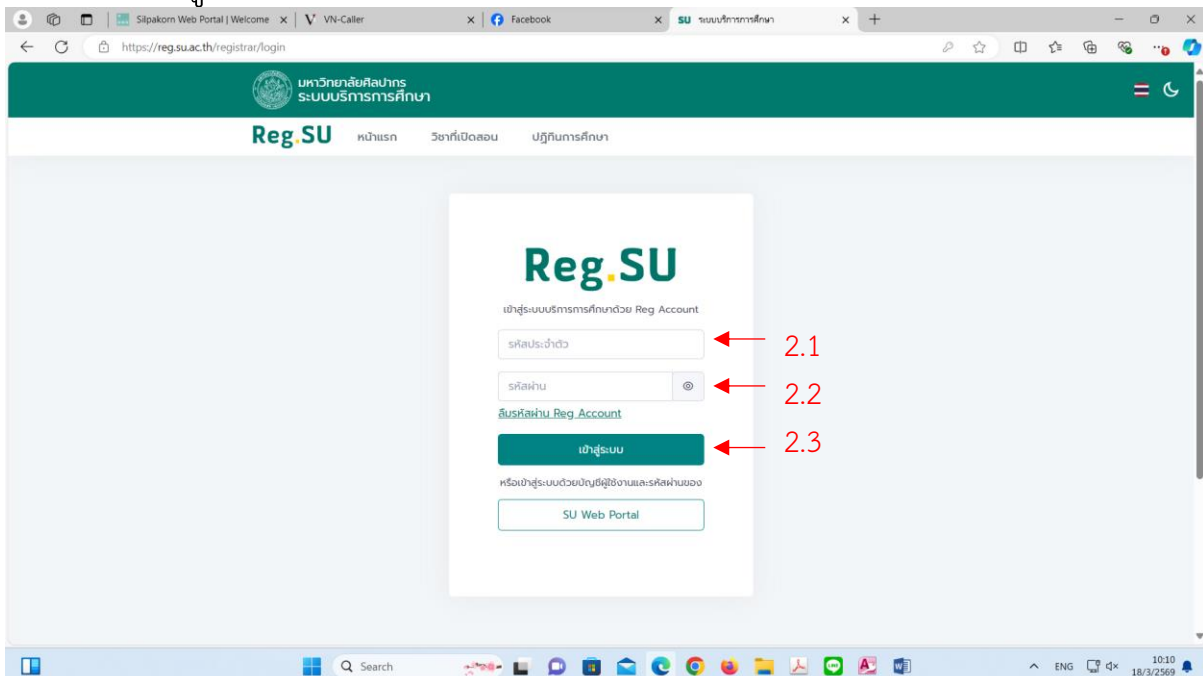 Silpakorn Web Portal | Welcome
VN-Caller
Facebook
SU ระบบบริการการศึกษา
https://reg.su.ac.th/registrar/login
มหาวิทยาลัยศิลปากร
ระบบบริการการศึกษา
Reg.SU หน้าแรก วิชาที่เปิดสอน ปฏิทินการศึกษา
Reg.SU
เข้าสู่ระบบบริการการศึกษาด้วย Reg Account
รหัสประจำตัว
2.1
รหัสผ่าน
2.2
ลืมรหัสผ่าน Reg Account
เข้าสู่ระบบ
2.3
หรือเข้าสู่ระบบด้วยบัญชีผู้ใช้งานและรหัสผ่านของ
SU Web Portal
Search
ENG
10:10
18/3/2569